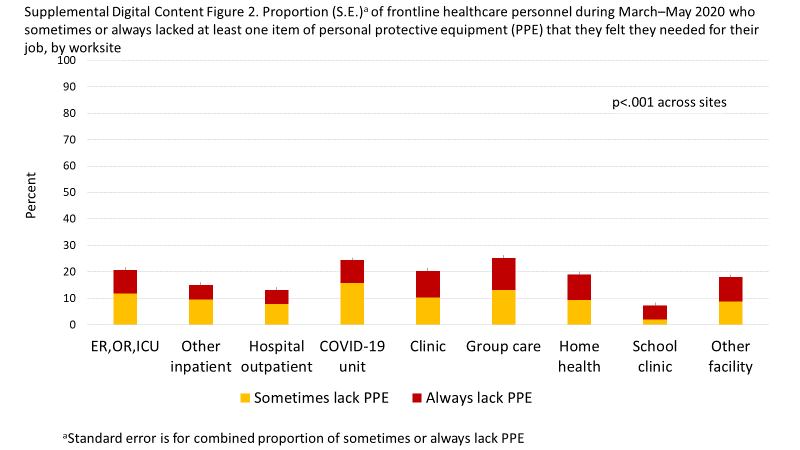 Supplemental Digital Content Figure 2. Proportion (S.E.)ᵃ of frontline healthcare personnel during March–May 2020 who
sometimes or always lacked at least one item of personal protective equipment (PPE) that they felt they needed for their
job, by worksite
100
90
80
70
60
50
40
30
20
10
0
Percent
p<.001 across sites
ER,OR,ICU
Other
inpatient
Hospital
outpatient
COVID-19
unit
Clinic
Group care
Home
health
School
clinic
Other
facility
Sometimes lack PPE
Always lack PPE
ᵃStandard error is for combined proportion of sometimes or always lack PPE